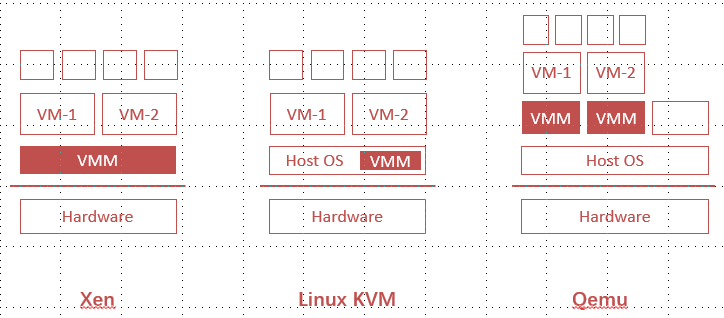 VM-1 VM-2
VMM
Hardware
Xen
VM-1 VM-2
Host OS VMM
Hardware
Linux KVM
VM-1 VM-2
VMM VMM
Host OS
Hardware
Qemu